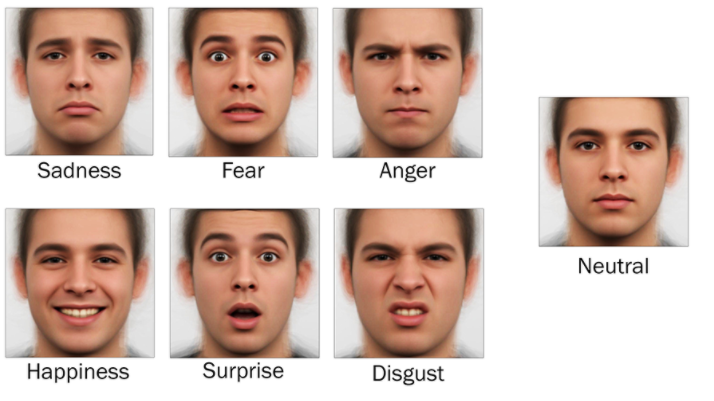 Sadness
Fear
Anger
Neutral
Happiness
Surprise
Disgust